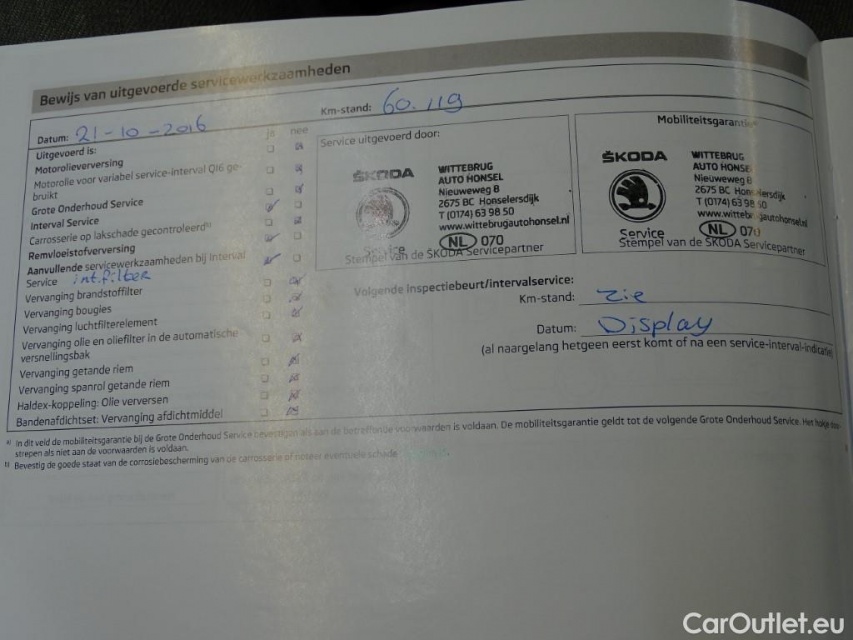 Bewijs van uitgevoerde servicewerkzaamheden
Datum: 21-10-2016
Km-stand: 60.119
ja nee
Uitgevoerd is:
Motorolieverversing
Motorolie voor variabel service-interval QI6 ge-
bruikt
Grote Onderhoud Service
Interval Service
Carrosserie op lakschade gecontroleerd
Remvloeistofverversing
Aanvullende servicewerkzaamheden bij Interval
Service int.filter
Vervanging brandstoffilter
Vervanging bougies
Vervanging luchtfilterelement
Vervanging olie en oliefilter in de automatische
versnellingsbak
Vervanging getande riem
Vervanging spanrol getande riem
Haldex-koppeling: Olie verversen
Bandenafdichtset: Vervanging afdichtmiddel
Service uitgevoerd door:
ŠKODA
Service
WITTEBRUG
AUTO HONSEL
Nieuweweg 8
2675 BC Honselersdijk
T (0174) 63 98 50
www.wittebrugautohonsel.nl
NL 070
Stempel van de ŠKODA Servicepartner
Mobiliteitsgarantie
ŠKODA
Service
WITTEBRUG
AUTO HONSEL
Nieuweweg 8
2675 BC Honselersdijk
T (0174) 63 98 50
www.wittebrugautohonsel.nl
NL 070
Stempel van de ŠKODA Servicepartner
Volgende inspectiebeurt/intervalservice:
Km-stand: Zie
Datum: Display
(al naargelang hetgeen eerst komt of na een service-interval-indicatie)
In dit veld de mobiliteitsgarantie bij de Grote Onderhoud Service bevestigen als aan de betreffende voorwaarden is voldaan. De mobiliteitsgarantie geldt tot de volgende Grote Onderhoud Service. Het
strepen als niet aan de voorwaarden is voldaan.
Bevestig de goede staat van de corrosiebescherming van de carrosserie of noteer eventuele schade
CarOutlet.eu